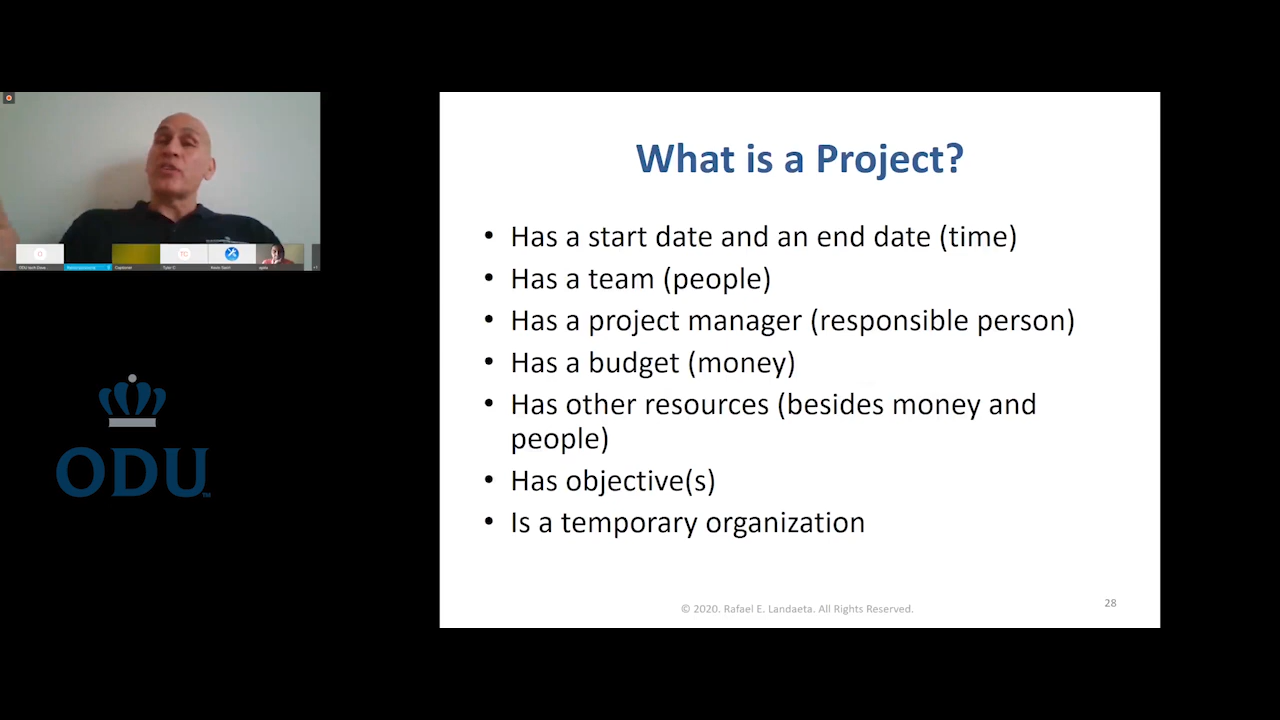 What is a Project?
• Has a start date and an end date (time)
• Has a team (people)
• Has a project manager (responsible person)
• Has a budget (money)
• Has other resources (besides money and
people)
• Has objective(s)
• Is a temporary organization
© 2020. Rafael E. Landaeta. All Rights Reserved.
28
ODU™